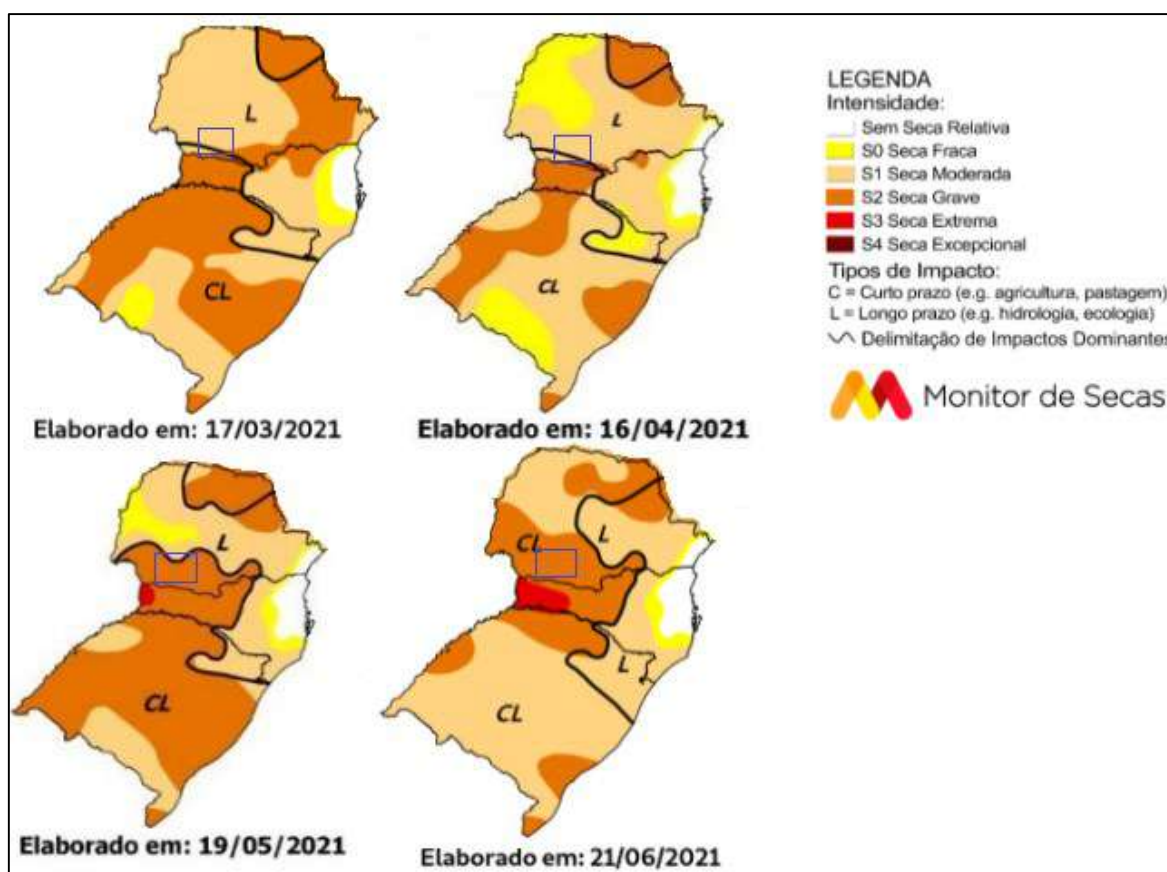 L
CL
Elaborado em: 17/03/2021
L
CL
Elaborado em: 16/04/2021
LEGENDA
Intensidade:
Sem Seca Relativa
S0 Seca Fraca
S1 Seca Moderada
S2 Seca Grave
S3 Seca Extrema
S4 Seca Excepcional
Tipos de Impacto:
C = Curto prazo (e.g. agricultura, pastagem)
L = Longo prazo (e.g. hidrologia, ecologia)
Delimitação de Impactos Dominantes
Monitor de Secas
L
CL
Elaborado em: 19/05/2021
CL
L
L
CL
Elaborado em: 21/06/2021